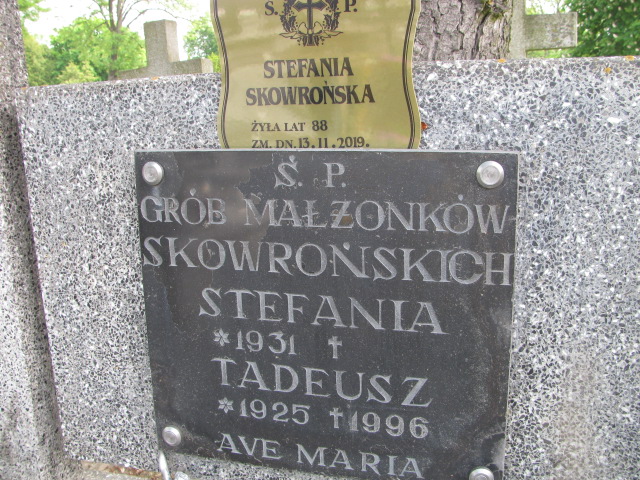 Ś. P.
STEFANIA
SKOWROŃSKA
ŻYŁA LAT 88
ZM. DN. 13.11.2019.
Ś. P.
GRÓB MAŁŻONKÓW
SKOWROŃSKICH
STEFANIA
*1931 †
TADEUSZ
*1925 †1996
AVE MARIA